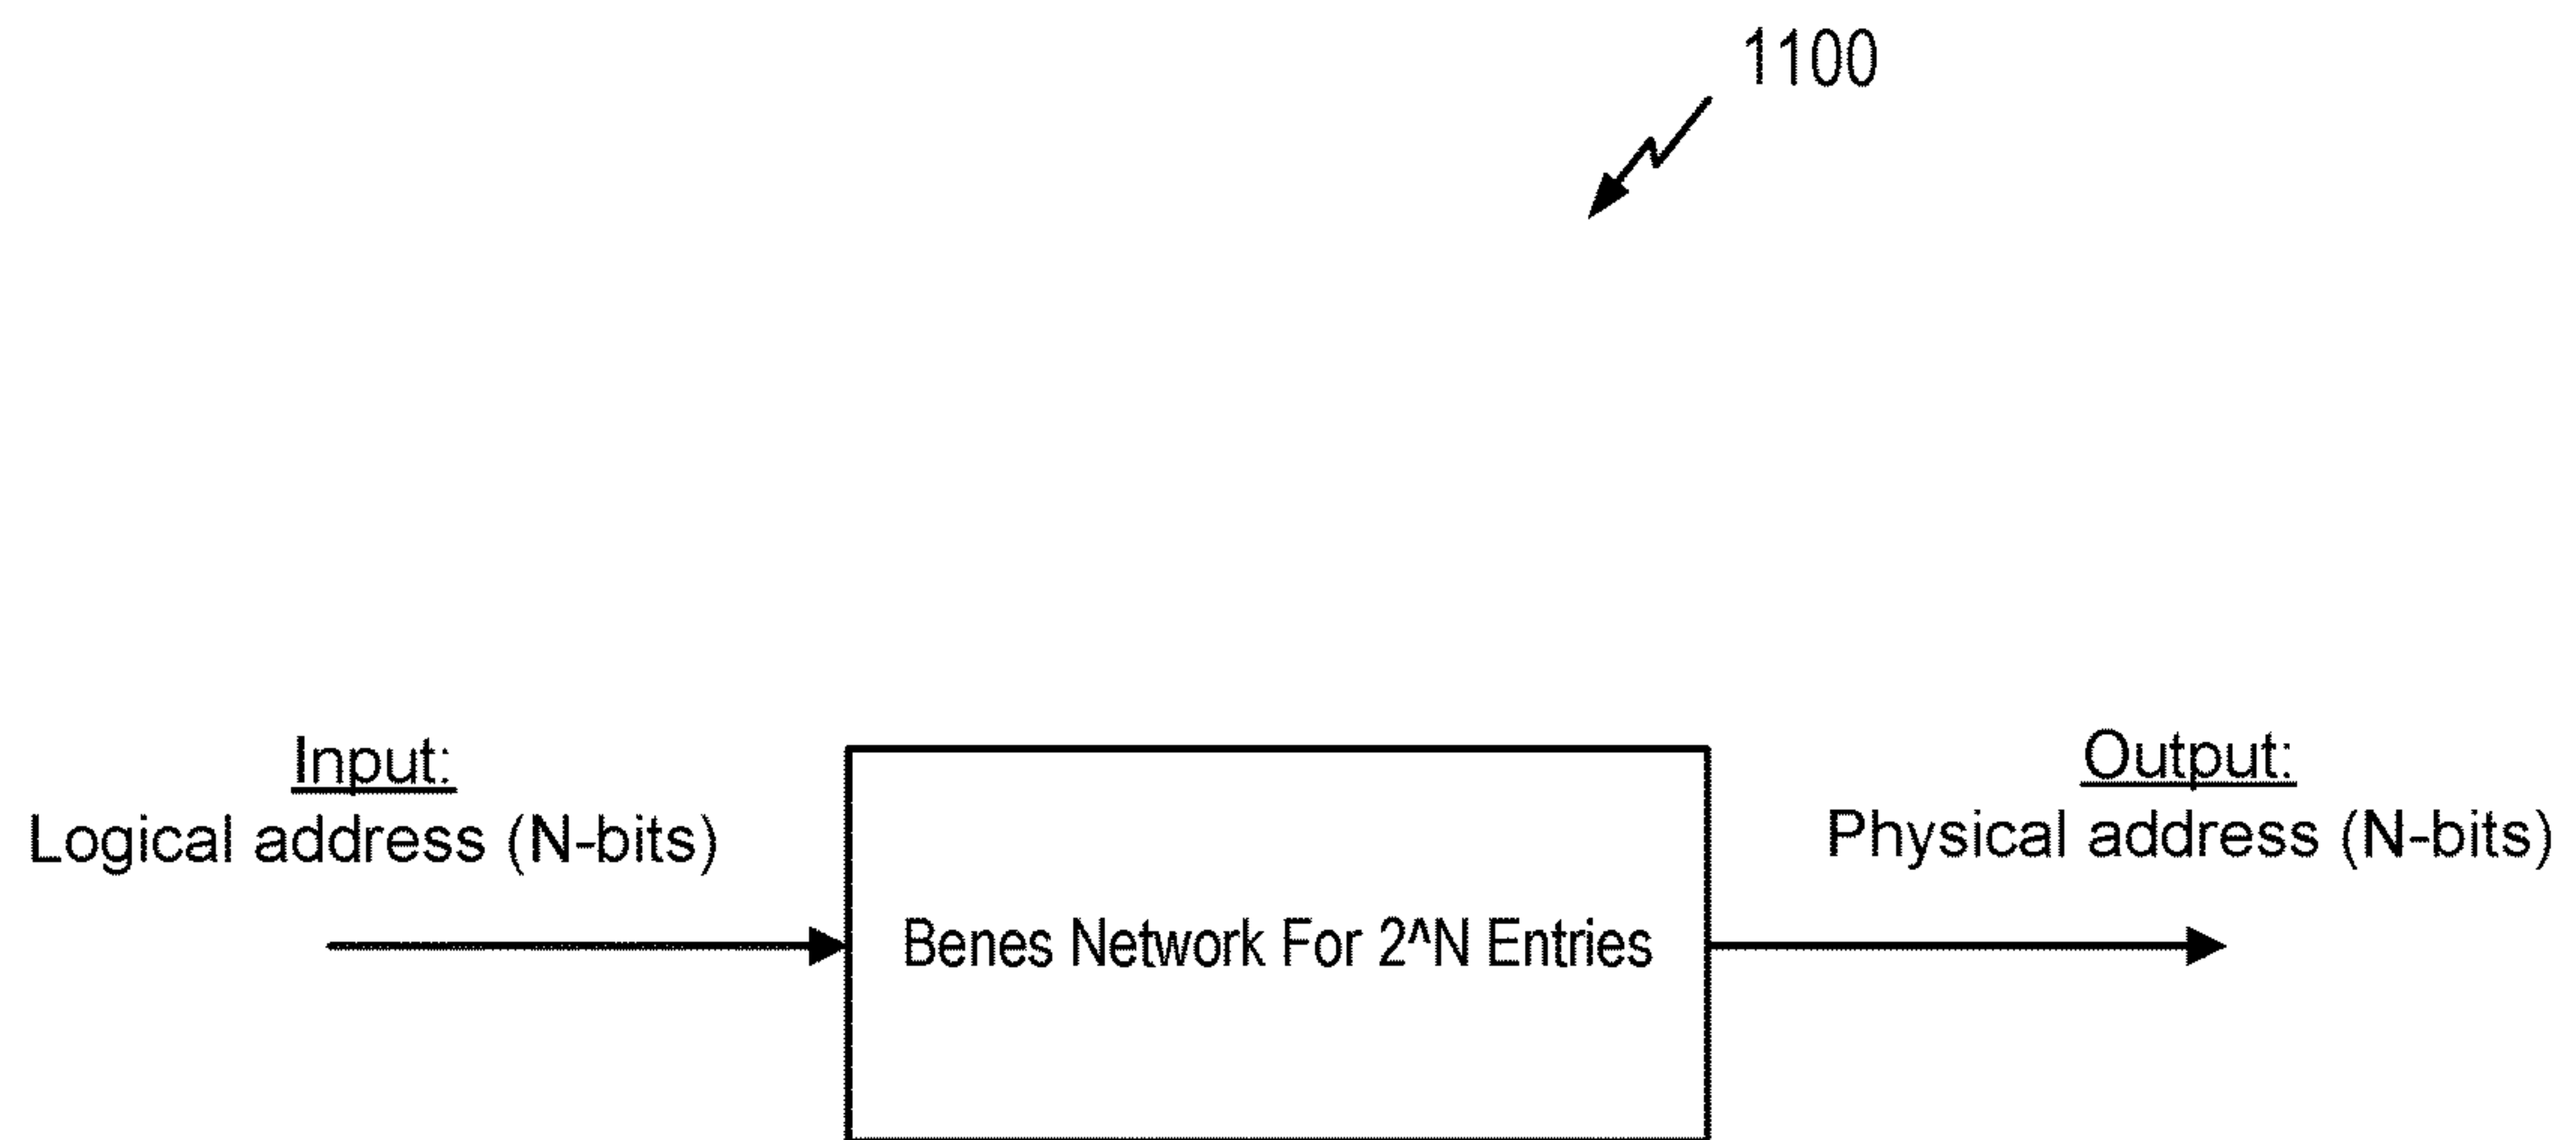 1100
Input:
Logical address (N-bits)
Benes Network For 2^N Entries
Output:
Physical address (N-bits)